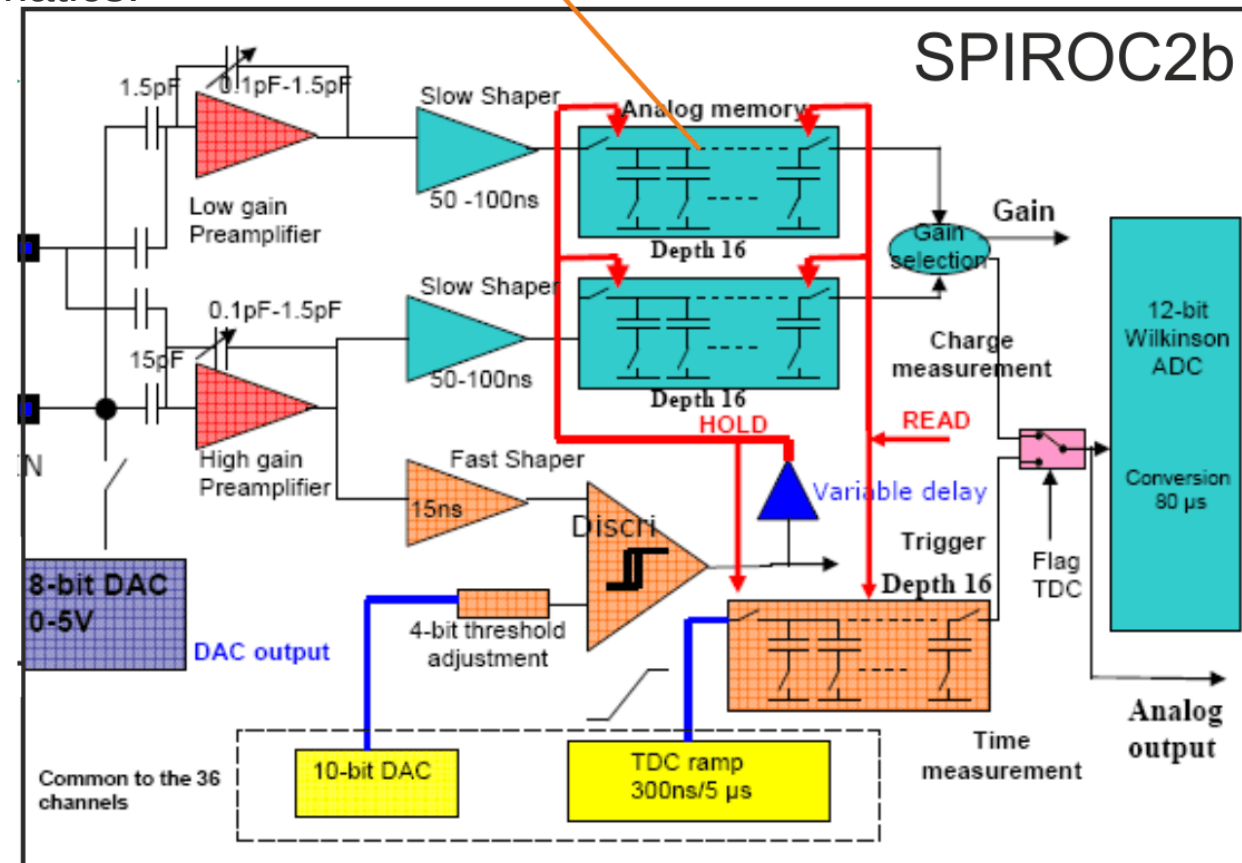 SPIROC2b
1.5pF
0.1pF-1.5pF
Slow Shaper
Analog memory
50 -100ns
Low gain
Preamplifier
Depth 16
Gain
Gain
selection
Slow Shaper
0.1pF-1.5pF
15pF
50-100ns
12-bit
Wilkinson
ADC
Charge
measurement
Depth 16
HOLD
READ
High gain
Preamplifier
Fast Shaper
15ns
Discri
Variable delay
Conversion
80 µs
Trigger
Flag
TDC
Depth 16
8-bit DAC
0-5V
DAC output
4-bit threshold
adjustment
Analog
output
Time
measurement
Common to the 36
channels
10-bit DAC
TDC ramp
300ns/5 µs